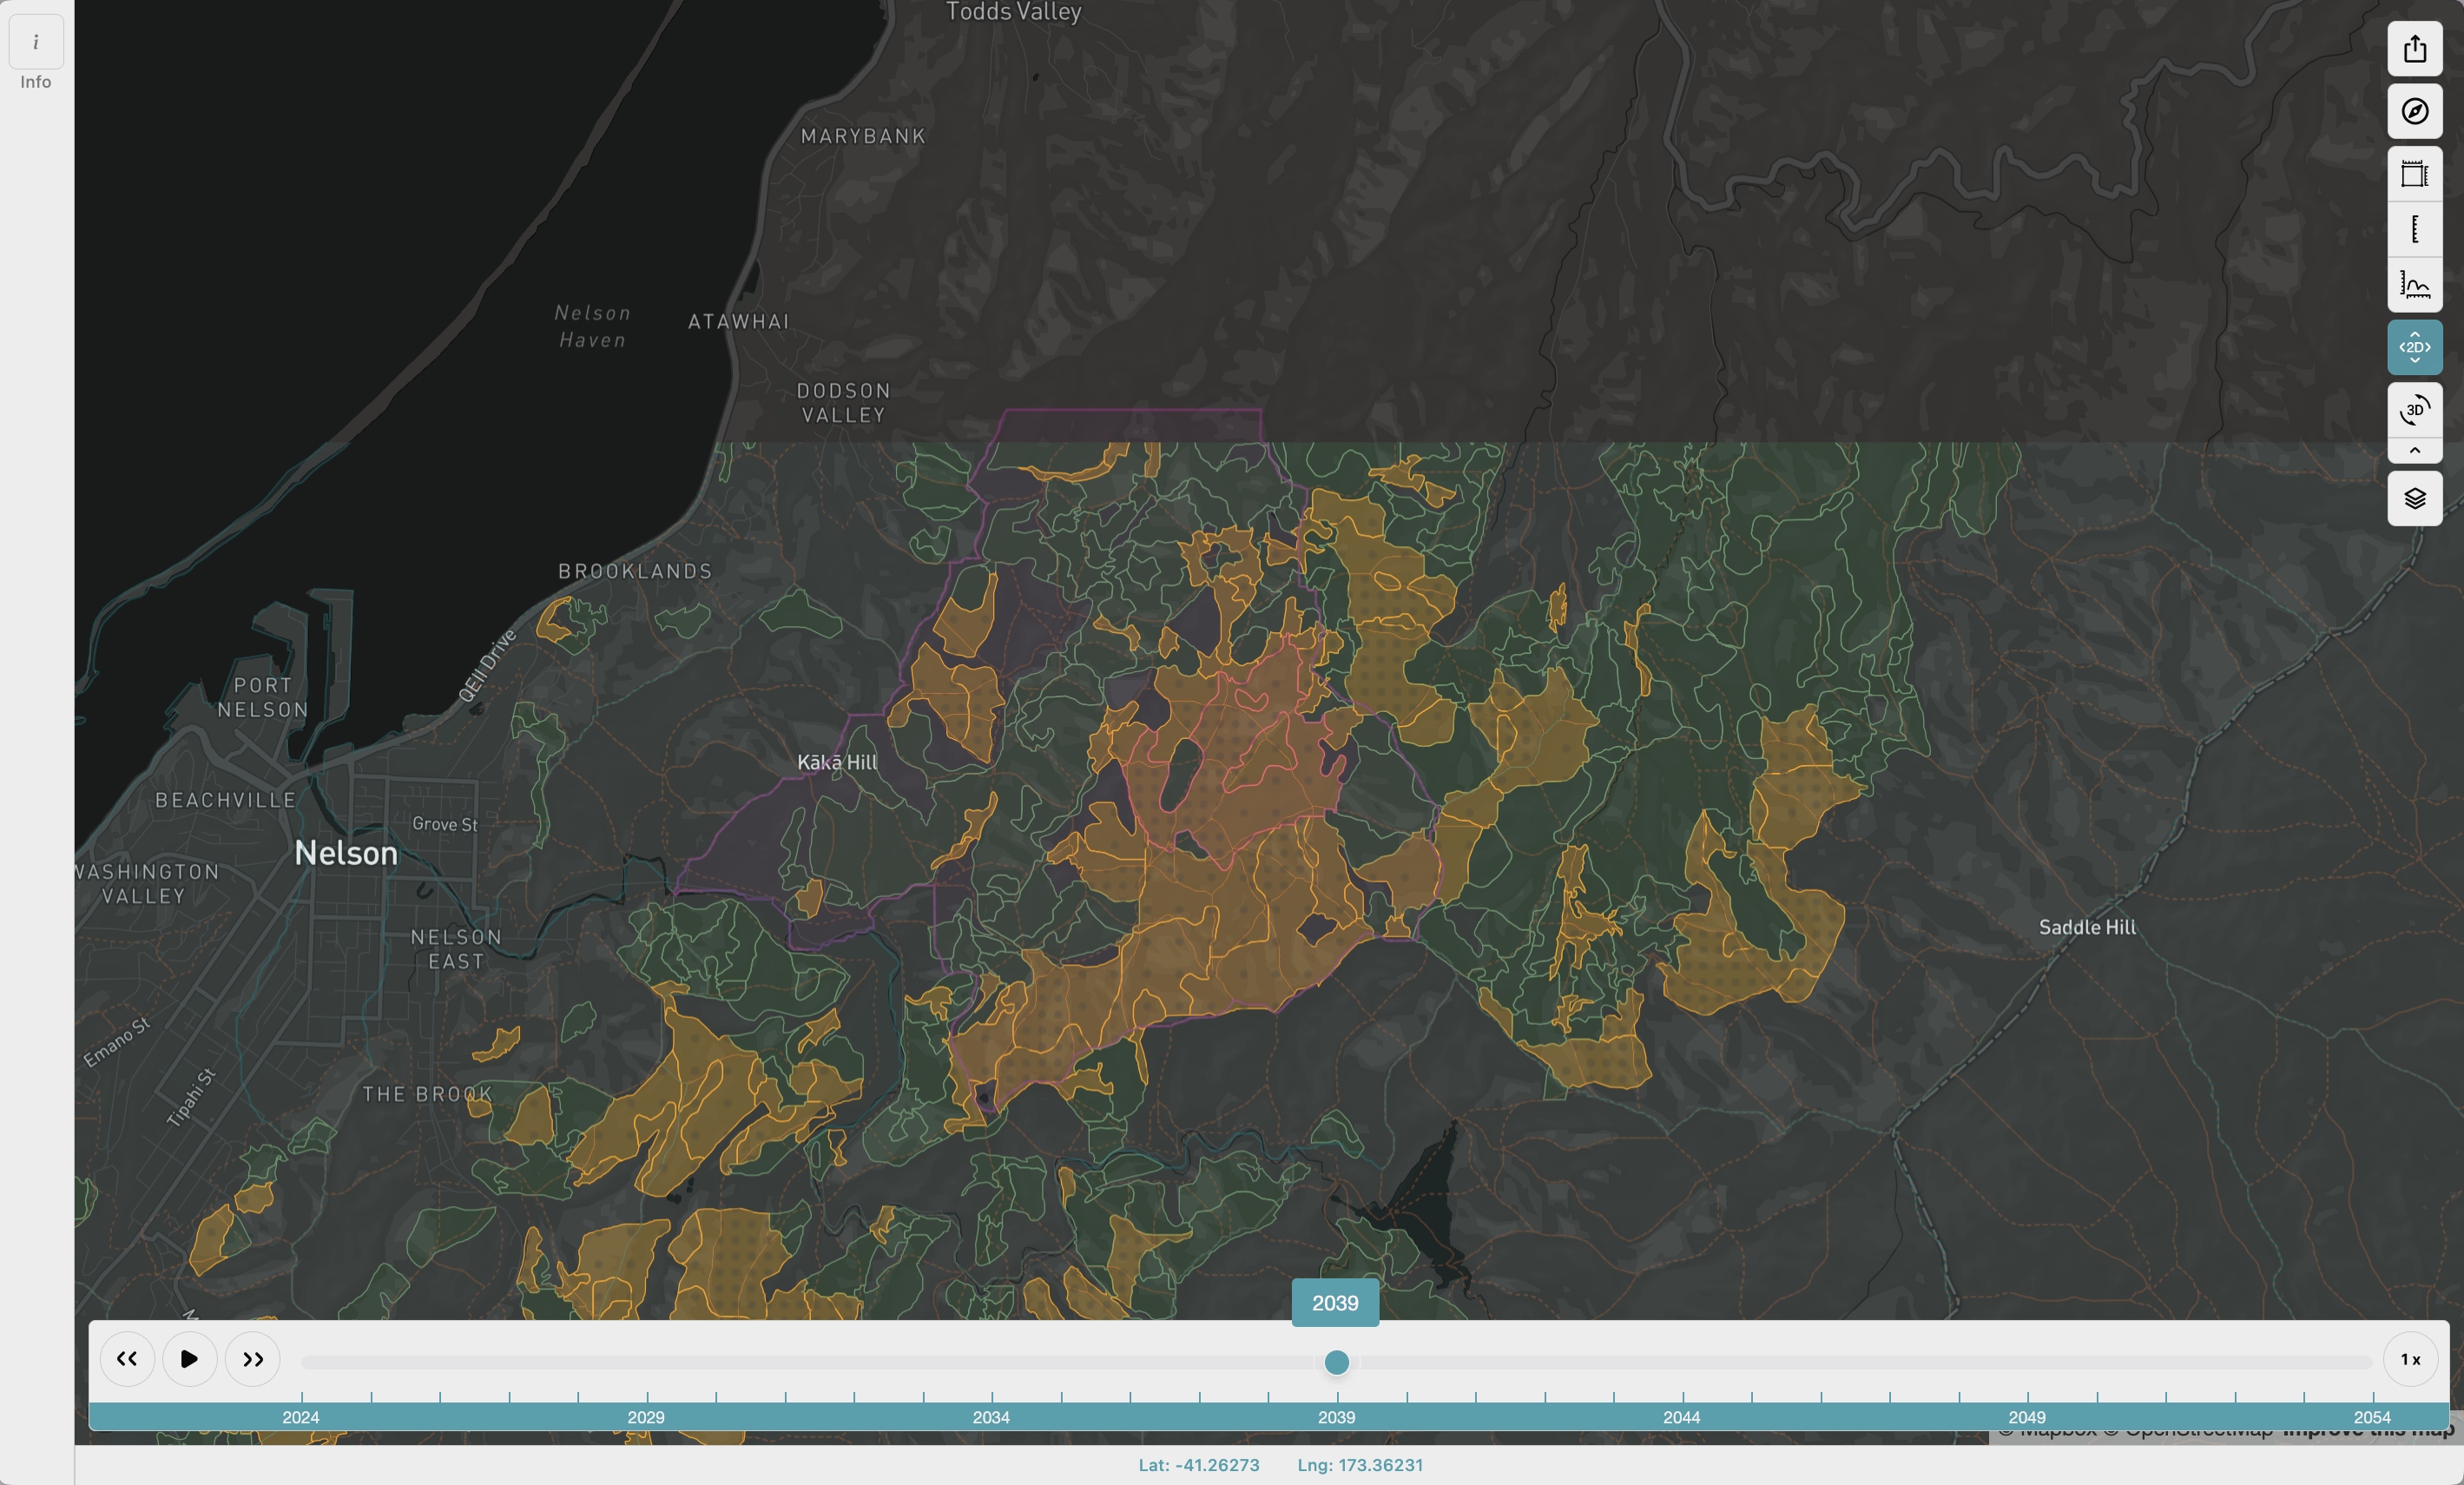 Todds Valley
i
Info
MARYBANK
Nelson
Haven
ATAWHAI
<2D>
DODSON
VALLEY
3D
BROOKLANDS
QEII Drive
PORT
NELSON
Kākā Hill
BEACHVILLE
Grove St
Nelson
WASHINGTON
VALLEY
Saddle Hill
NELSON
EAST
Emano St
Tipahi St
THE BROOK
M
2039
1 x
2024
2029
2034
2039
2044
2049
2054
© Mapbox © OpenStreetMap Improve this map
Lat: -41.26273 Lng: 173.36231